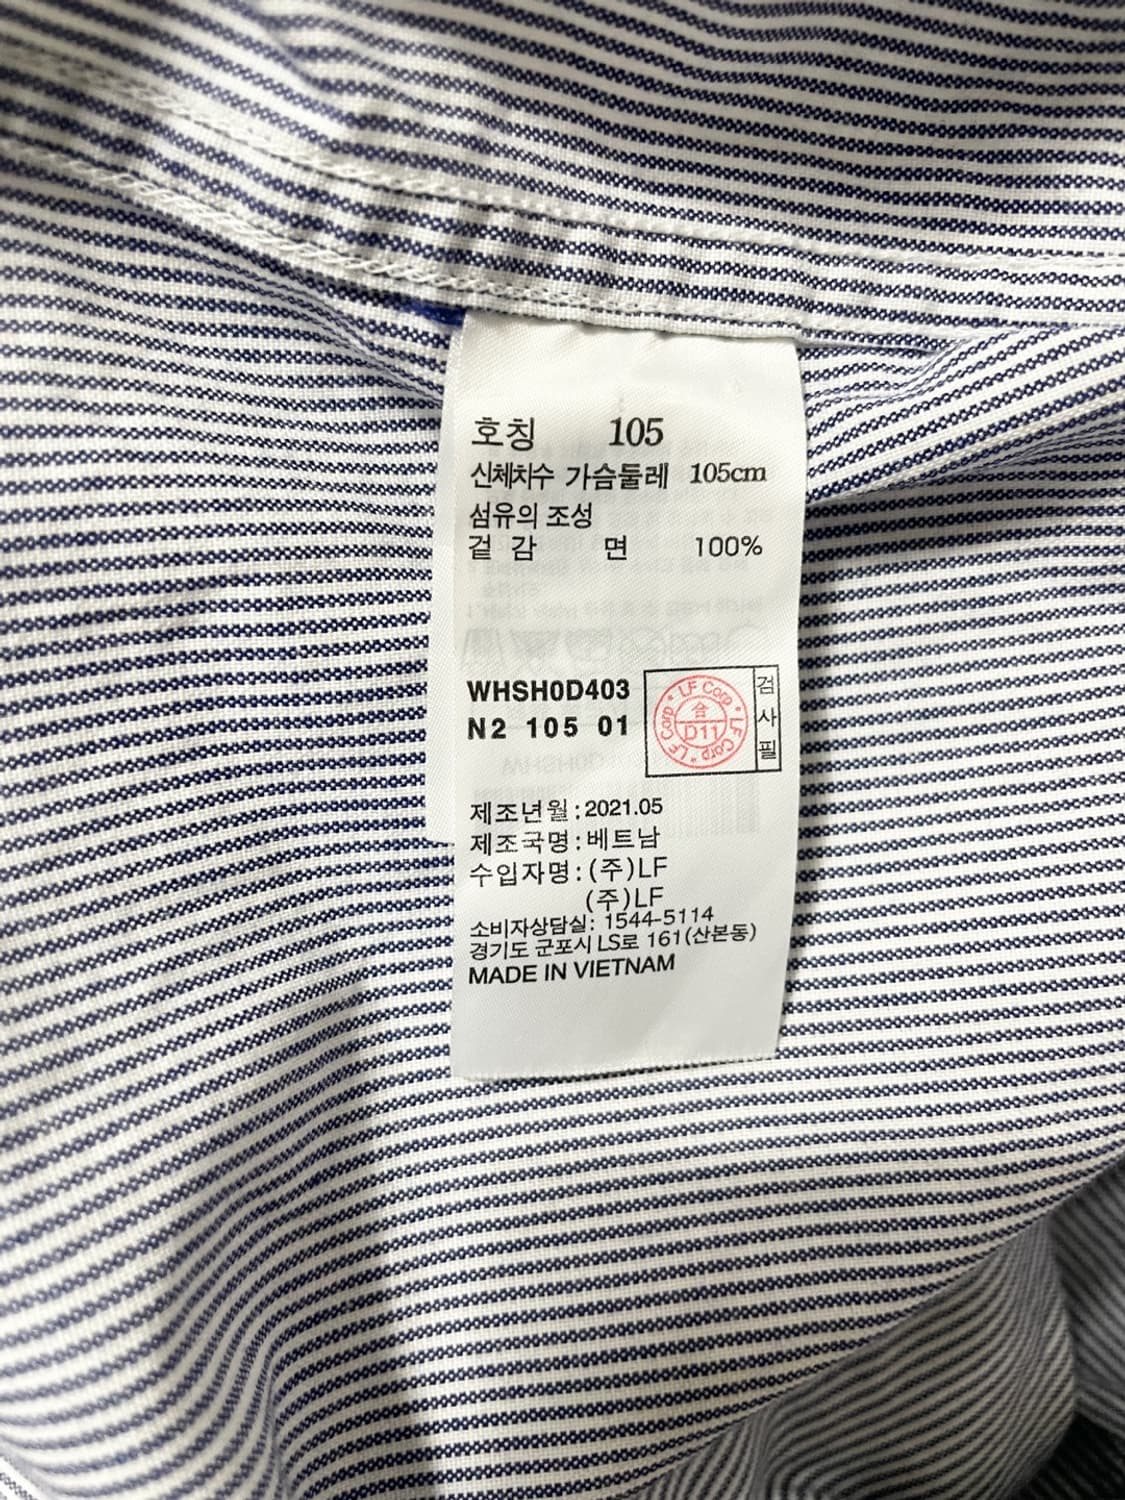 호칭 105
신체치수 가슴둘레 105cm
섬유의 조성
겉 감 면 100%
WHSH0D403
N2 105 01
LF Corp * LF Corp * LF Corp *
合
D11
검사필
제조년월:2021.05
제조국명:베트남
수입자명:(주)LF
(주)LF
소비자상담실: 1544-5114
경기도 군포시 LS로 161(산본동)
MADE IN VIETNAM